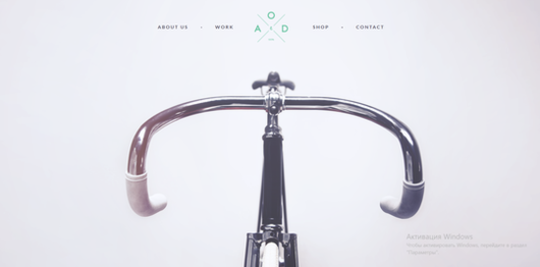 ABOUT US • WORK
O
A D
SHOP • CONTACT
Активация Windows
Чтобы активировать Windows, перейдите в раздел
"Параметры".